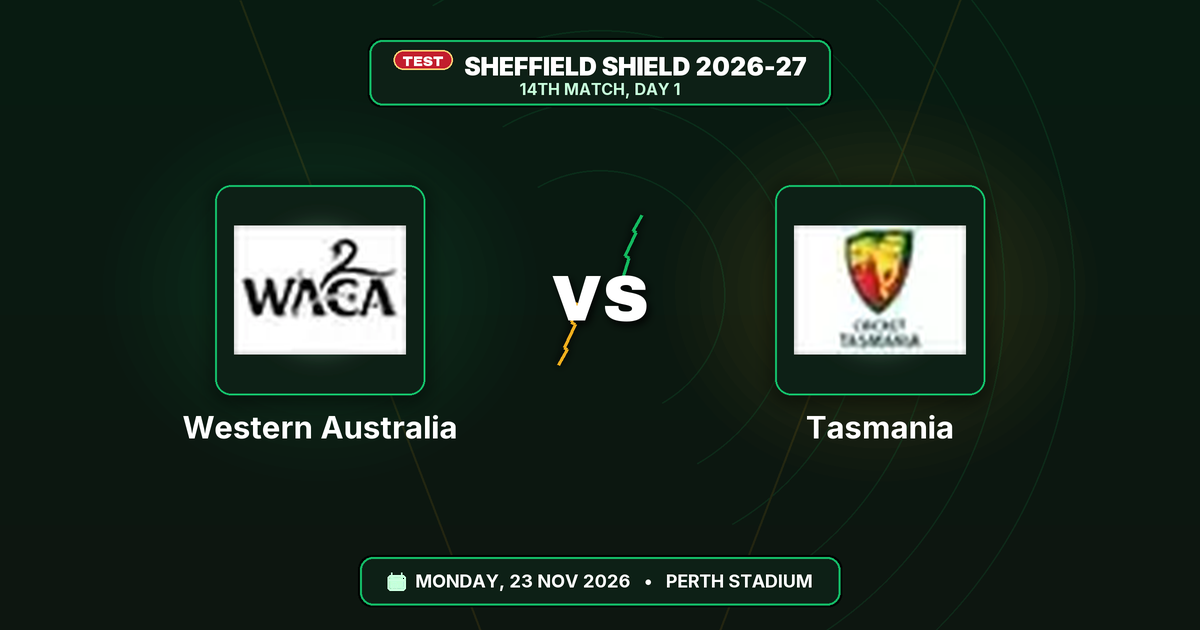 TEST SHEFFIELD SHIELD 2026-27
14TH MATCH, DAY 1
WACA
CRICKET
TASMANIA
VS
Western Australia
Tasmania
MONDAY, 23 NOV 2026 • PERTH STADIUM